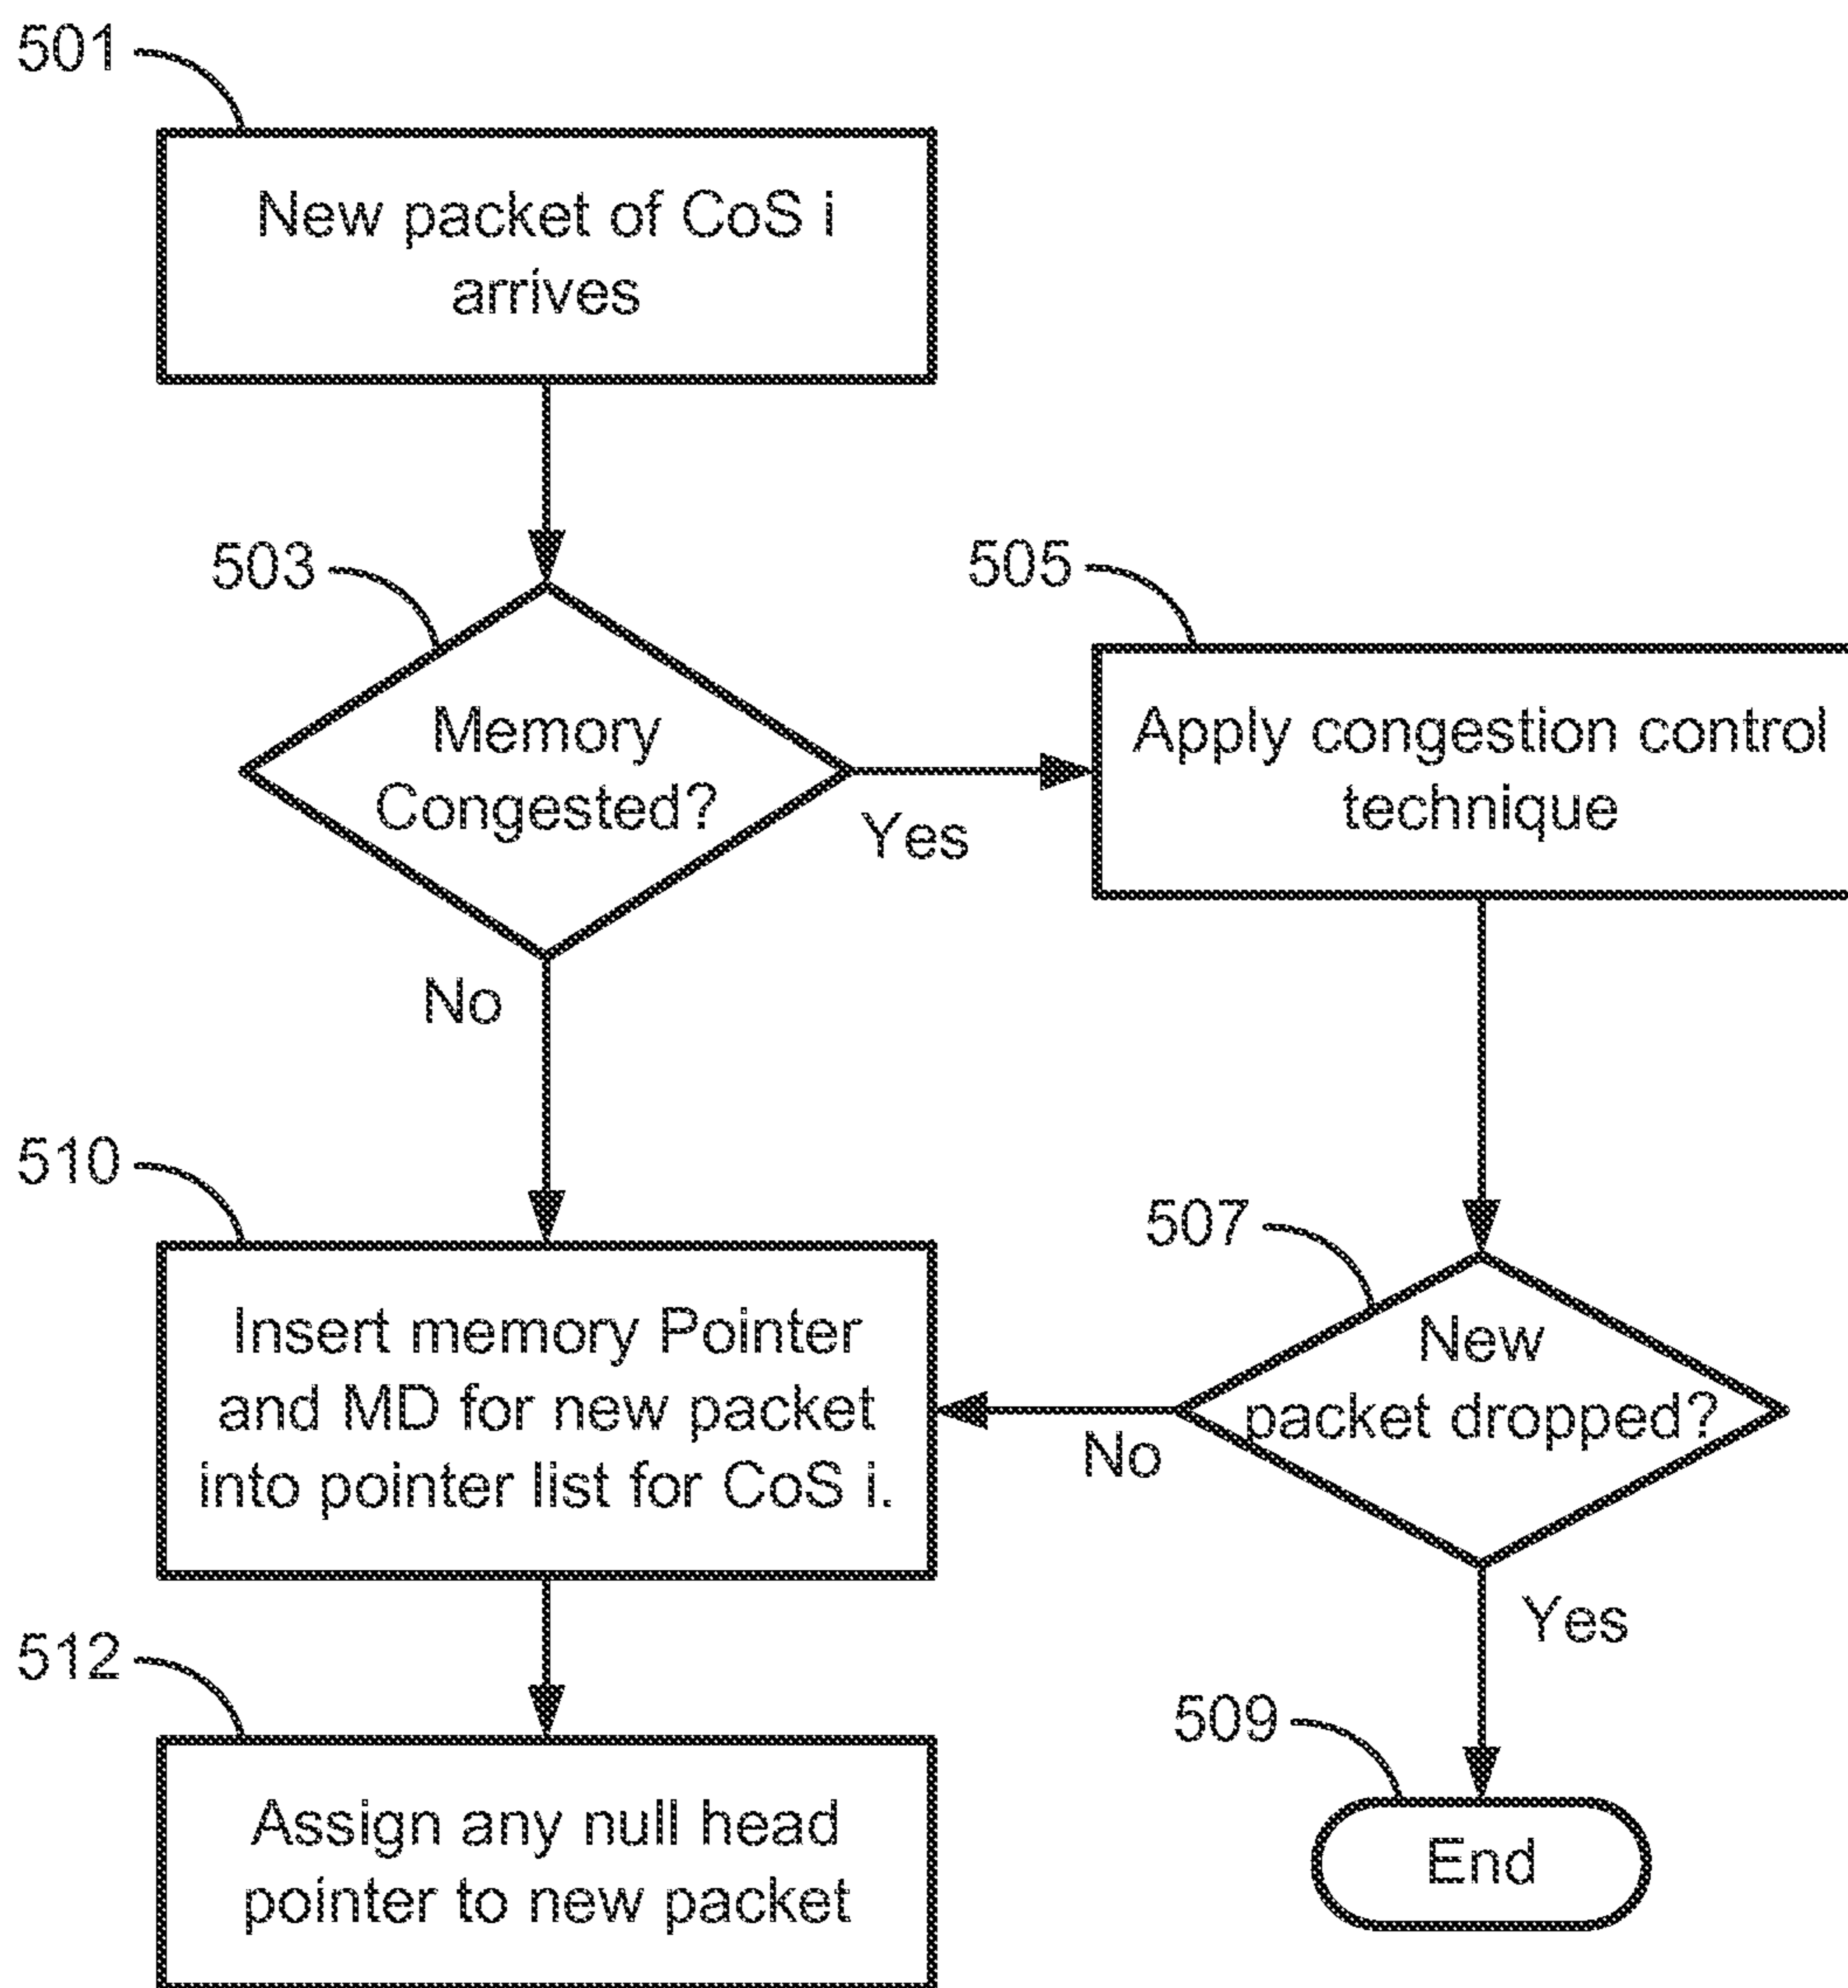 501
New packet of CoS i
arrives
503
Memory
Congested?
Yes
No
505
Apply congestion control
technique
507
New
packet dropped?
No
Yes
509
End
510
Insert memory Pointer
and MD for new packet
into pointer list for CoS i.
512
Assign any null head
pointer to new packet